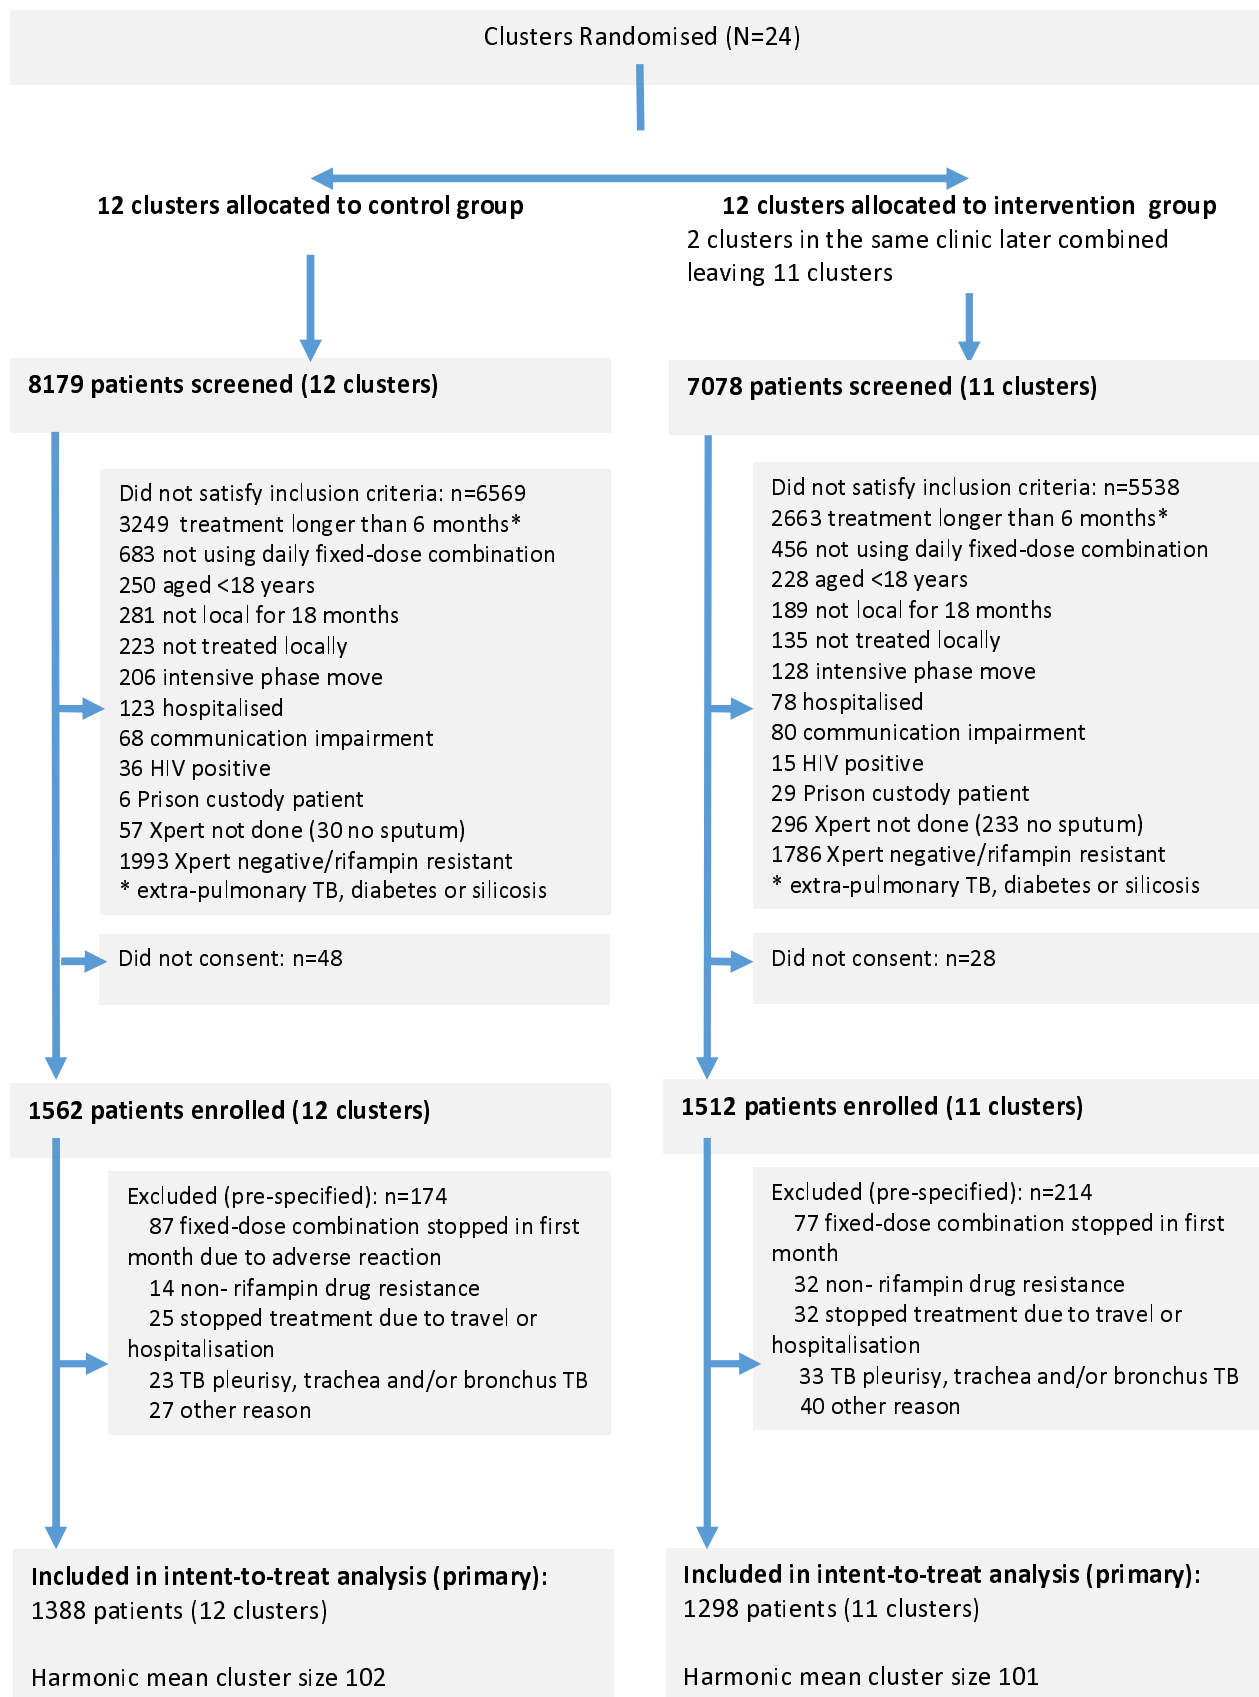 Clusters Randomised (N=24)
12 clusters allocated to control group
12 clusters allocated to intervention group
2 clusters in the same clinic later combined
leaving 11 clusters
8179 patients screened (12 clusters)
7078 patients screened (11 clusters)
Did not satisfy inclusion criteria: n=6569
3249 treatment longer than 6 months*
683 not using daily fixed-dose combination
250 aged <18 years
281 not local for 18 months
223 not treated locally
206 intensive phase move
123 hospitalised
68 communication impairment
36 HIV positive
6 Prison custody patient
57 Xpert not done (30 no sputum)
1993 Xpert negative/rifampin resistant
* extra-pulmonary TB, diabetes or silicosis
Did not satisfy inclusion criteria: n=5538
2663 treatment longer than 6 months*
456 not using daily fixed-dose combination
228 aged <18 years
189 not local for 18 months
135 not treated locally
128 intensive phase move
78 hospitalised
80 communication impairment
15 HIV positive
29 Prison custody patient
296 Xpert not done (233 no sputum)
1786 Xpert negative/rifampin resistant
* extra-pulmonary TB, diabetes or silicosis
Did not consent: n=48
Did not consent: n=28
1562 patients enrolled (12 clusters)
1512 patients enrolled (11 clusters)
Excluded (pre-specified): n=174
87 fixed-dose combination stopped in first
month due to adverse reaction
14 non- rifampin drug resistance
25 stopped treatment due to travel or
hospitalisation
23 TB pleurisy, trachea and/or bronchus TB
27 other reason
Excluded (pre-specified): n=214
77 fixed-dose combination stopped in first
month
32 non- rifampin drug resistance
32 stopped treatment due to travel or
hospitalisation
33 TB pleurisy, trachea and/or bronchus TB
40 other reason
Included in intent-to-treat analysis (primary):
1388 patients (12 clusters)
Harmonic mean cluster size 102
Included in intent-to-treat analysis (primary):
1298 patients (11 clusters)
Harmonic mean cluster size 101